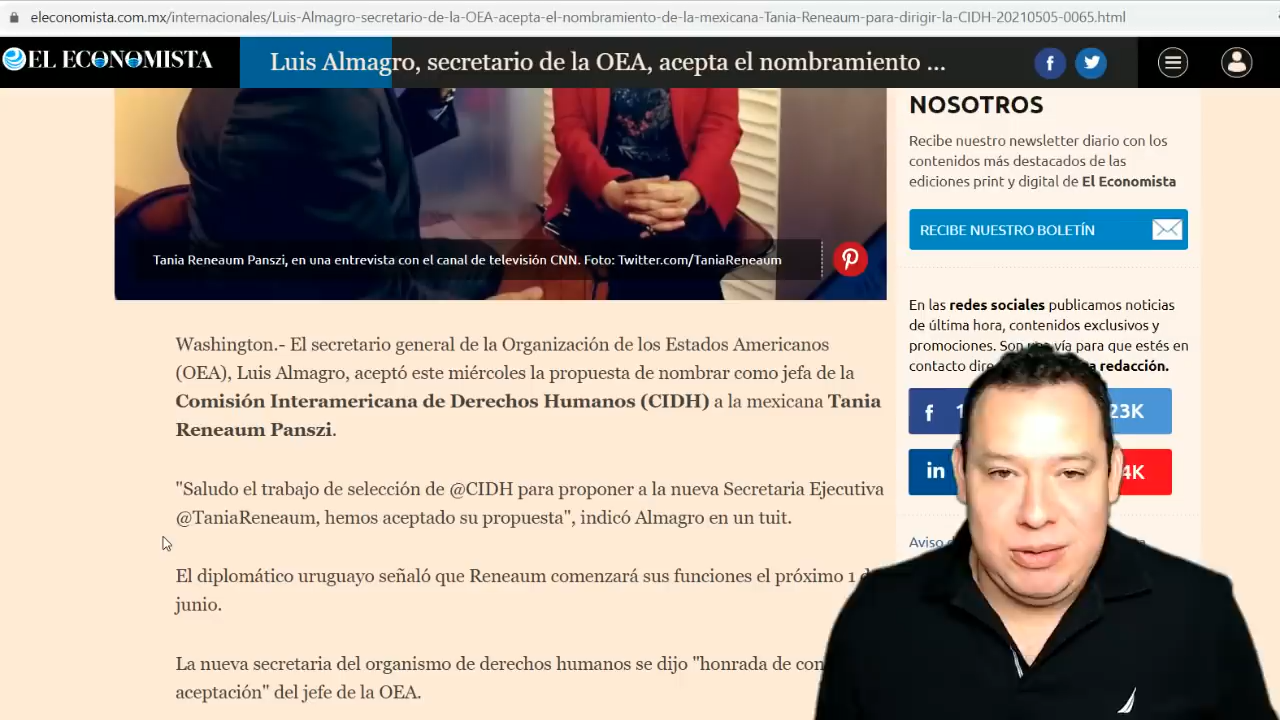 eleconomista.com.mx/internacionales/Luis-Almagro-secretario-de-la-OEA-acepta-el-nombramiento-de-la-mexicana-Tania-Reneaum-para-dirigir-la-CIDH-20210505-0065.html
EL ECONOMISTA
Luis Almagro, secretario de la OEA, acepta el nombramiento ...
Tania Reneaum Panszi, en una entrevista con el canal de televisión CNN. Foto: Twitter.com/TaniaReneaum
Washington.- El secretario general de la Organización de los Estados Americanos
(OEA), Luis Almagro, aceptó este miércoles la propuesta de nombrar como jefa de la
Comisión Interamericana de Derechos Humanos (CIDH) a la mexicana Tania
Reneaum Panszi.
"Saludo el trabajo de selección de @CIDH para proponer a la nueva Secretaria Ejecutiva
@TaniaReneaum, hemos aceptado su propuesta", indicó Almagro en un tuit.
El diplomático uruguayo señaló que Reneaum comenzará sus funciones el próximo 1
junio.
La nueva secretaria del organismo de derechos humanos se dijo "honrada de
aceptación" del jefe de la OEA.
NOSOTROS
Recibe nuestro newsletter diario con los
contenidos más destacados de las
ediciones print y digital de El Economista
RECIBE NUESTRO BOLETÍN
En las redes sociales publicamos noticias
de última hora, contenidos exclusivos y
promociones. Son vía para que estés en
contacto redacción.
23K
in
4K
Aviso